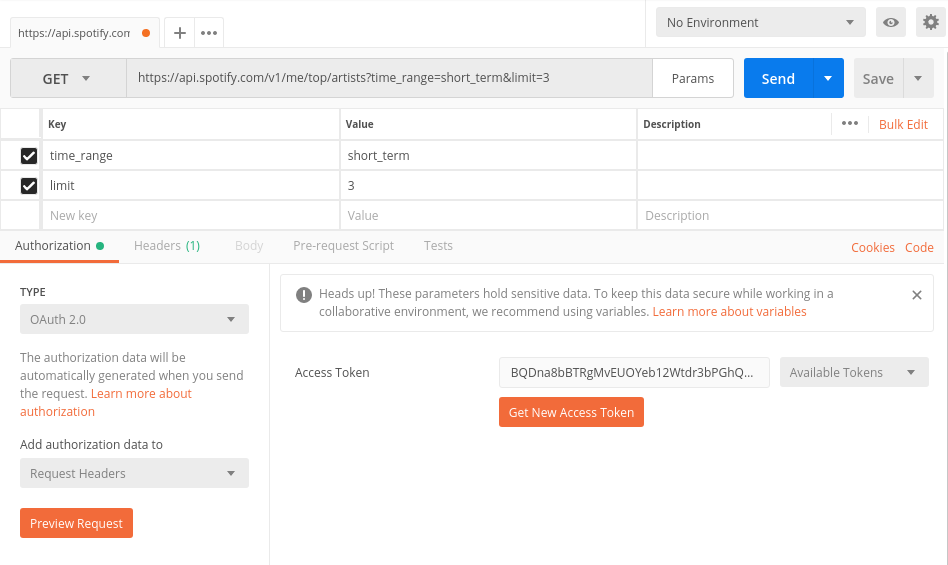 https://api.spotify.com
No Environment
GET
https://api.spotify.com/v1/me/top/artists?time_range=short_term&limit=3
Params
Send
Save
Key
Value
Description
Bulk Edit
time_range
short_term
limit
3
New key
Value
Description
Authorization
Headers (1)
Body
Pre-request Script
Tests
Cookies
Code
TYPE
OAuth 2.0
The authorization data will be
automatically generated when you send
the request. Learn more about
authorization
Add authorization data to
Request Headers
Preview Request
Heads up! These parameters hold sensitive data. To keep this data secure while working in a
collaborative environment, we recommend using variables. Learn more about variables
Access Token
BQDna8bBTRgMvEUOYeb12Wtdr3bPGhQ...
Available Tokens
Get New Access Token